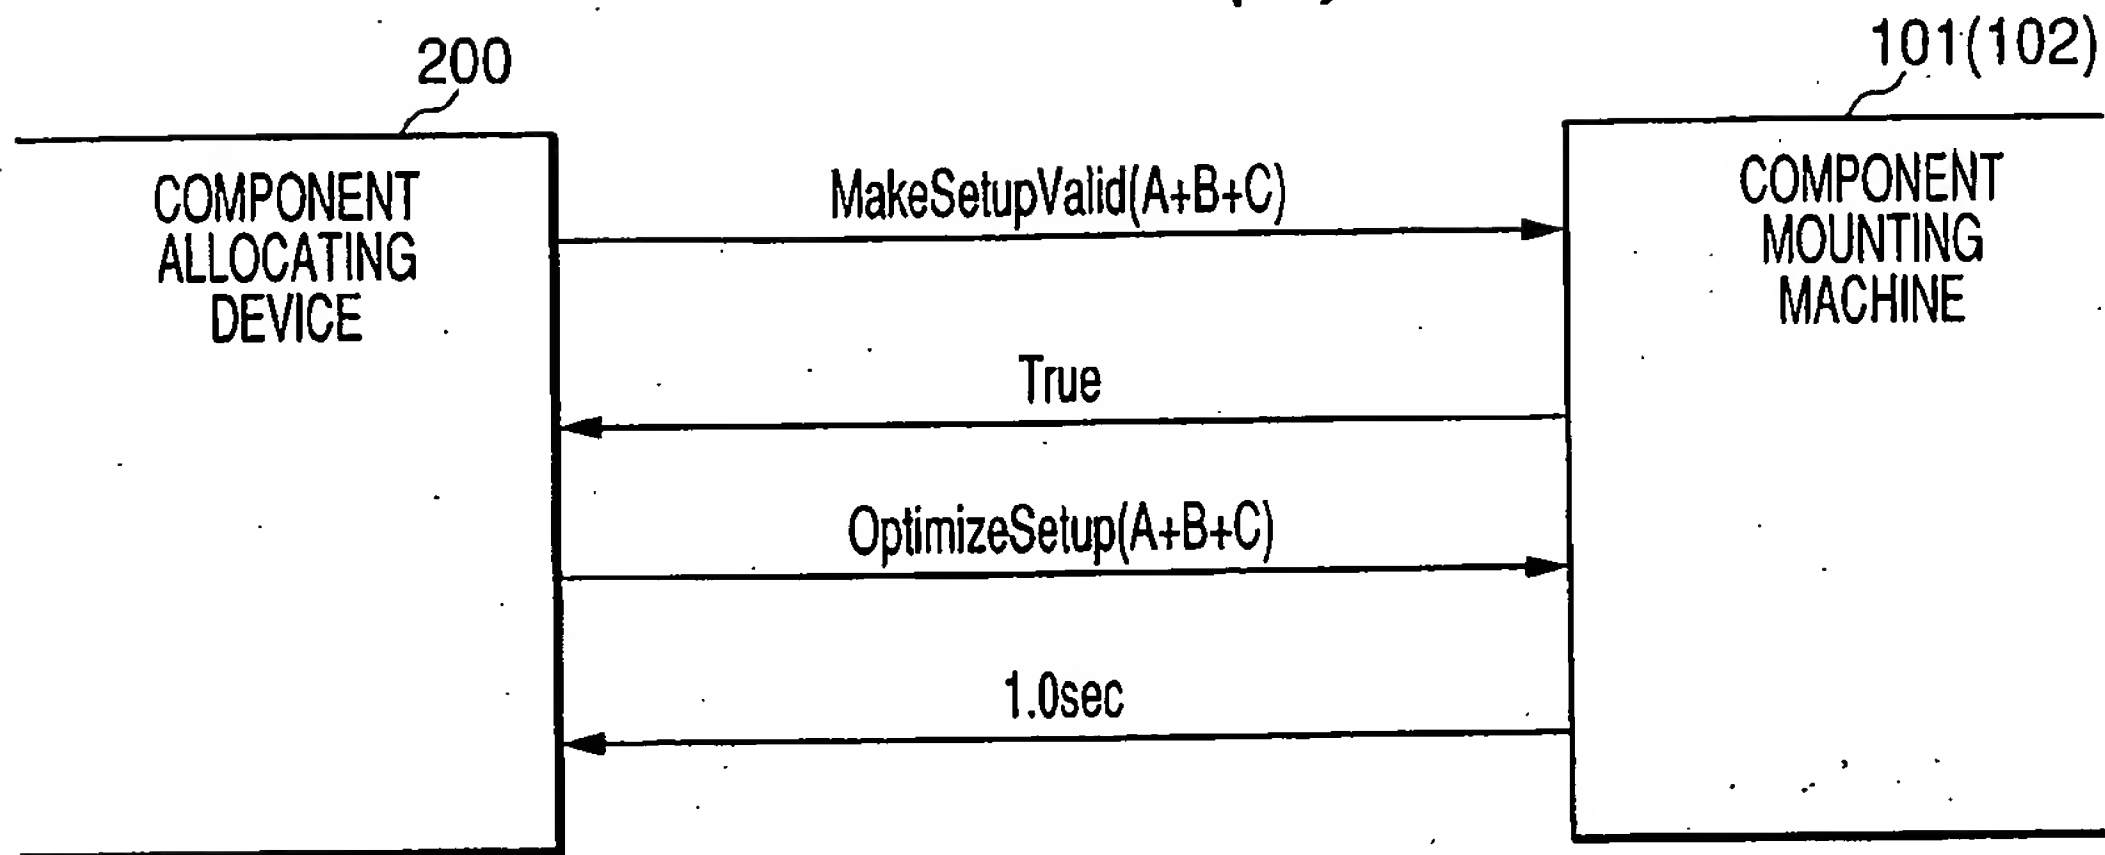 200
101(102)
COMPONENT
ALLOCATING
DEVICE
MakeSetupValid(A+B+C)
COMPONENT
MOUNTING
MACHINE
True
OptimizeSetup(A+B+C)
1.0sec